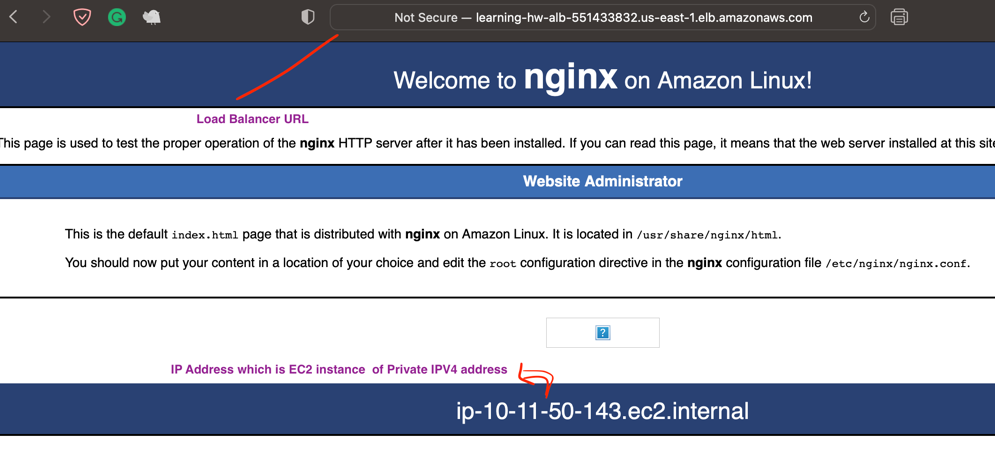 Not Secure — learning-hw-alb-551433832.us-east-1.elb.amazonaws.com
Welcome to nginx on Amazon Linux!
Load Balancer URL
This page is used to test the proper operation of the nginx HTTP server after it has been installed. If you can read this page, it means that the web server installed at this site
Website Administrator
This is the default index.html page that is distributed with nginx on Amazon Linux. It is located in /usr/share/nginx/html.
You should now put your content in a location of your choice and edit the root configuration directive in the nginx configuration file /etc/nginx/nginx.conf.
?
IP Address which is EC2 instance of Private IPV4 address
ip-10-11-50-143.ec2.internal